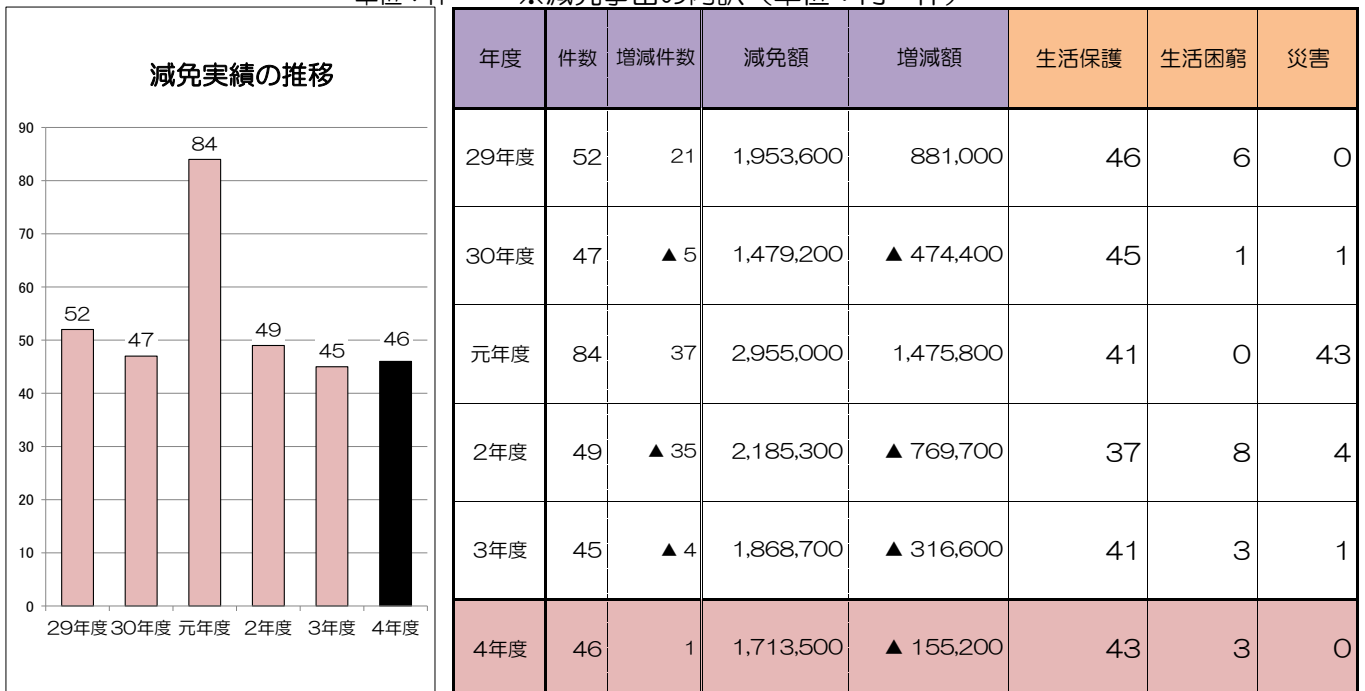 減免実績の推移
90
80
70
60
50
40
30
20
10
0
52
47
84
49
45
46
29年度 30年度 元年度 2年度 3年度 4年度
年度 件数 増減件数 減免額 増減額 生活保護 生活困窮 災害
29年度 52 21 1,953,600 881,000 46 6 0
30年度 47 ▲ 5 1,479,200 ▲ 474,400 45 1 1
元年度 84 37 2,955,000 1,475,800 41 0 43
2年度 49 ▲ 35 2,185,300 ▲ 769,700 37 8 4
3年度 45 ▲ 4 1,868,700 ▲ 316,600 41 3 1
4年度 46 1 1,713,500 ▲ 155,200 43 3 0